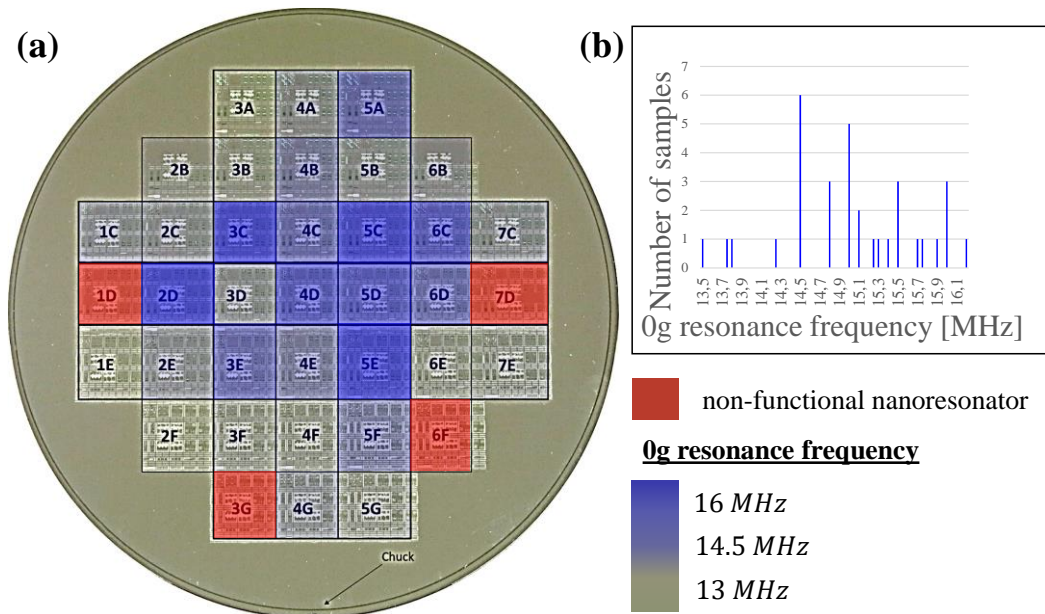 (a)
3A 4A 5A
2B 3B 4B 5B 6B
1C 2C 3C 4C 5C 6C 7C
1D 2D 3D 4D 5D 6D 7D
1E 2E 3E 4E 5E 6E 7E
2F 3F 4F 5F 6F
3G 4G 5G
Chuck
(b)
Number of samples
7
6
5
4
3
2
1
0
13,5 13,7 13,9 14,1 14,3 14,5 14,7 14,9 15,1 15,3 15,5 15,7 15,9 16,1
0g resonance frequency [MHz]
non-functional nanoresonator
0g resonance frequency
16 MHz
14.5 MHz
13 MHz